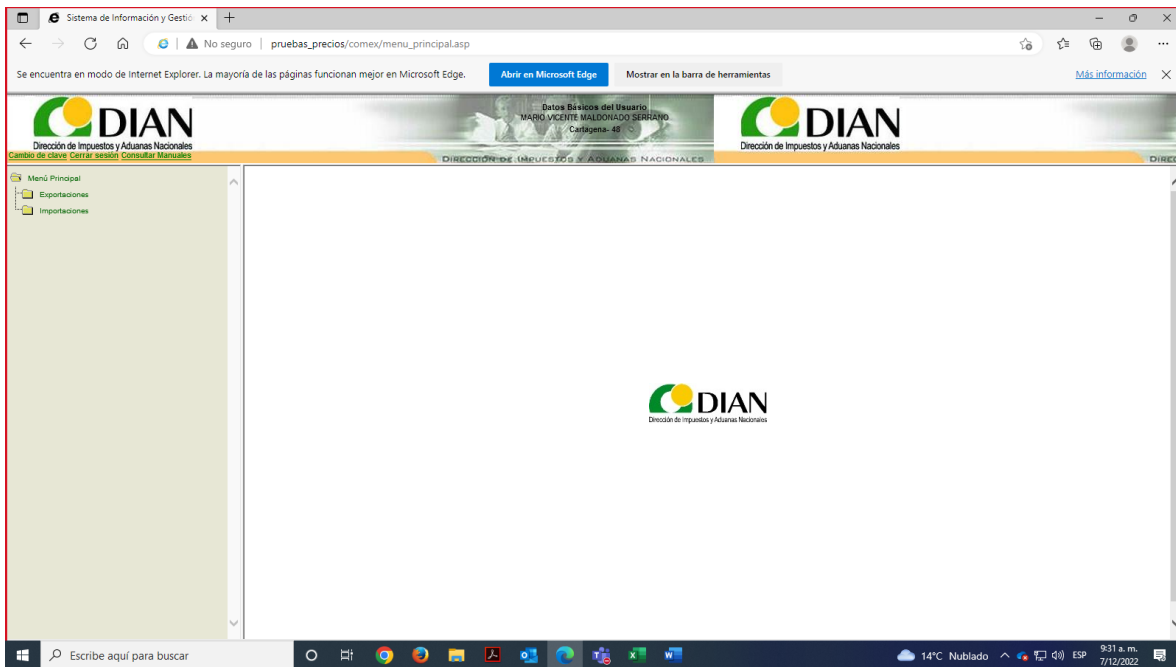 Sistema de Información y Gestió
No seguro | pruebas_precios/comex/menu_principal.asp
Se encuentra en modo de Internet Explorer. La mayoría de las páginas funcionan mejor en Microsoft Edge.
Abrir en Microsoft Edge
Mostrar en la barra de herramientas
Más información
DIAN
Dirección de Impuestos y Aduanas Nacionales
Cambio de clave Cerrar sesión Consultar Manuales
Datos Básicos del Usuario
MARIO VICENTE MALDONADO SERRANO
Cartagena- 48
DIRECCIÓN DE IMPUESTOS Y ADUANAS NACIONALES
DIAN
Dirección de Impuestos y Aduanas Nacionales
DIREC
Menú Principal
Exportaciones
Importaciones
DIAN
Dirección de Impuestos y Aduanas Nacionales
Escribe aquí para buscar
14°C Nublado
ESP
9:31 a. m.
7/12/2022